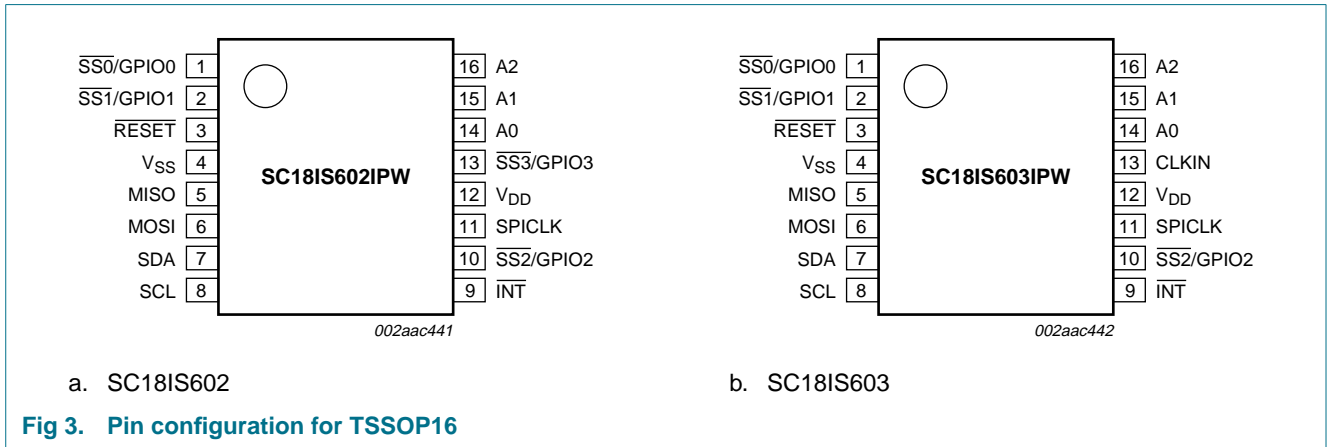 SS0/GPIO0 1
SS1/GPIO1 2
RESET 3
VSS 4
MISO 5
MOSI 6
SDA 7
SCL 8
SC18IS602IPW
16 A2
15 A1
14 A0
13 SS3/GPIO3
12 VDD
11 SPICLK
10 SS2/GPIO2
9 INT
002aac441
a. SC18IS602
SS0/GPIO0 1
SS1/GPIO1 2
RESET 3
VSS 4
MISO 5
MOSI 6
SDA 7
SCL 8
SC18IS603IPW
16 A2
15 A1
14 A0
13 CLKIN
12 VDD
11 SPICLK
10 SS2/GPIO2
9 INT
002aac442
b. SC18IS603
Fig 3. Pin configuration for TSSOP16